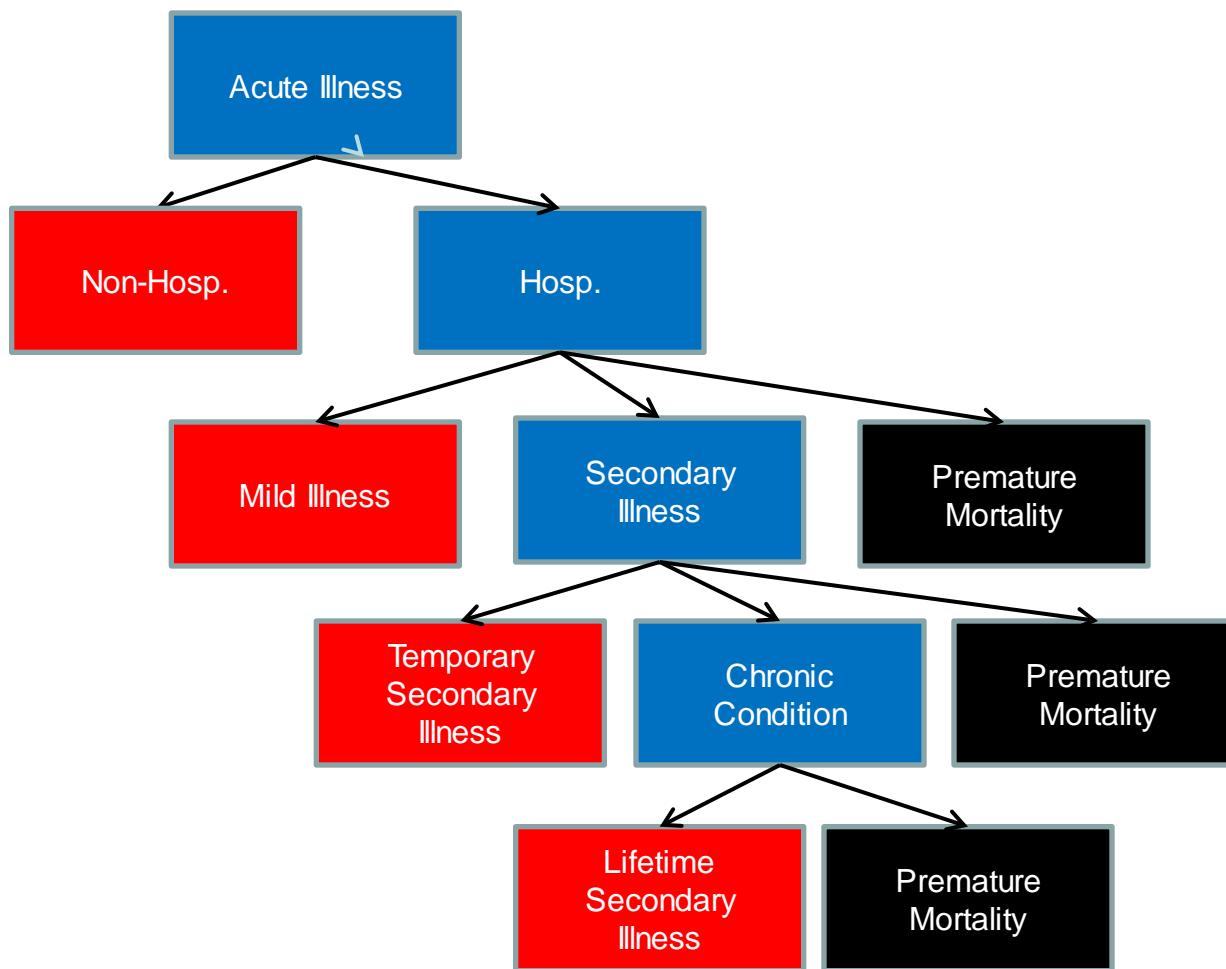 Acute Illness
Non-Hosp.
Hosp.
Mild Illness
Secondary
Illness
Premature
Mortality
Temporary
Secondary
Illness
Chronic
Condition
Premature
Mortality
Lifetime
Secondary
Illness
Premature
Mortality